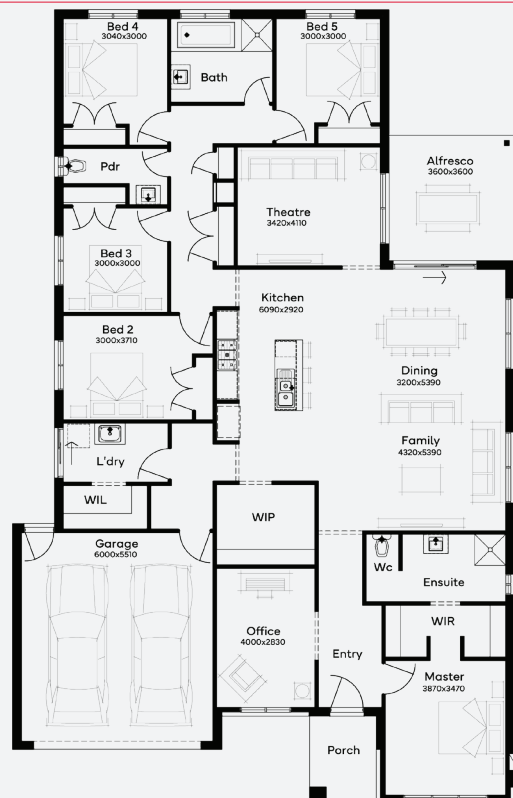 Bed 4
3040x3000
Bed 5
3000x3000
Bath
Pdr
Alfresco
3600x3600
Theatre
3420x4110
Bed 3
3000x3000
Kitchen
6090x2920
Bed 2
3000x3710
Dining
3200x5390
Family
4320x5390
L'dry
WIL
WIP
Garage
6000x5510
Wc
Ensuite
Office
4000x2830
WIR
Entry
Master
3870x3470
Porch